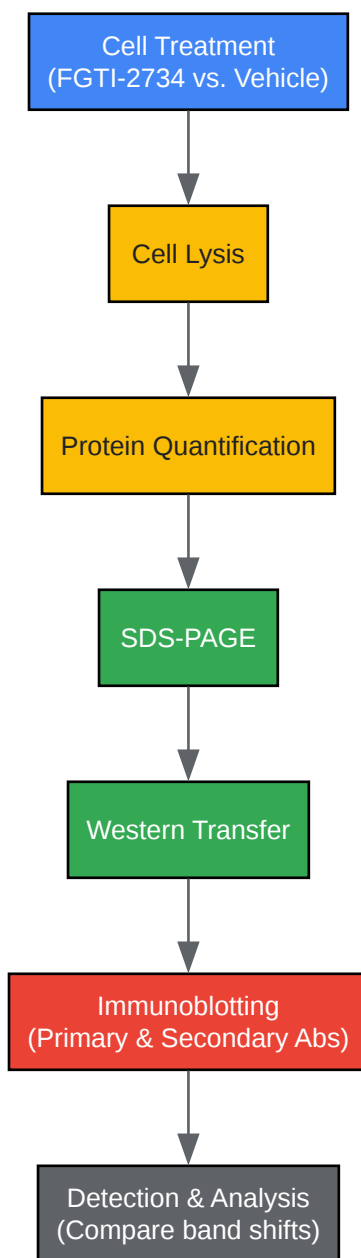 Cell Treatment
(FGTI-2734 vs. Vehicle)
Cell Lysis
Protein Quantification
SDS-PAGE
Western Transfer
Immunoblotting
(Primary & Secondary Abs)
Detection & Analysis
(Compare band shifts)